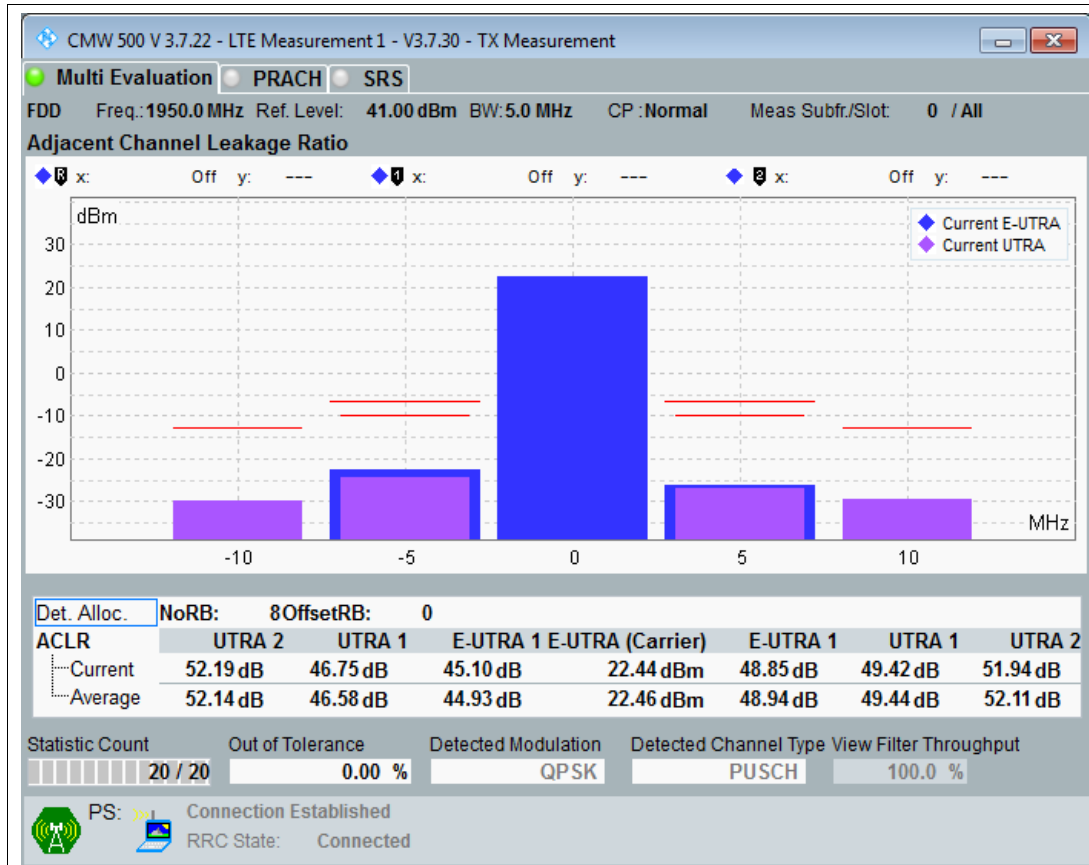 CMW 500 V 3.7.22 - LTE Measurement 1 - V3.7.30 - TX Measurement
Multi Evaluation PRACH SRS
FDD Freq.: 1950.0 MHz Ref. Level: 41.00 dBm BW: 5.0 MHz CP : Normal Meas Subfr./Slot: 0 / All
Adjacent Channel Leakage Ratio
R x: Off y: --- 1 x: Off y: --- 2 x: Off y: ---
dBm
Current E-UTRA
Current UTRA
30
20
10
0
-10
-20
-30
MHz
-10 -5 0 5 10
Det. Alloc. NoRB: 8 OffsetRB: 0
ACLR UTRA 2 UTRA 1 E-UTRA 1 E-UTRA (Carrier) E-UTRA 1 UTRA 1 UTRA 2
Current 52.19 dB 46.75 dB 45.10 dB 22.44 dBm 48.85 dB 49.42 dB 51.94 dB
Average 52.14 dB 46.58 dB 44.93 dB 22.46 dBm 48.94 dB 49.44 dB 52.11 dB
Statistic Count Out of Tolerance Detected Modulation Detected Channel Type View Filter Throughput
20 / 20 0.00 % QPSK PUSCH 100.0 %
PS: Connection Established
RRC State: Connected